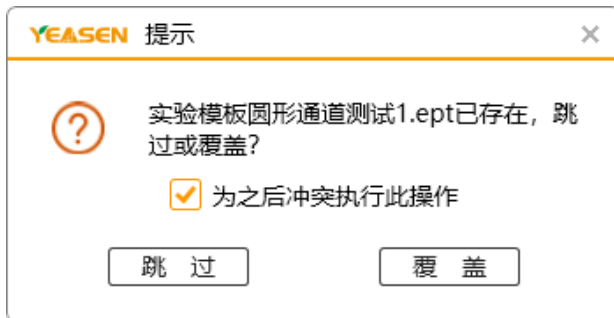 YEASEN 提示
实验模板圆形通道测试1.ept已存在，跳
过或覆盖?
为之后冲突执行此操作
跳 过
覆 盖